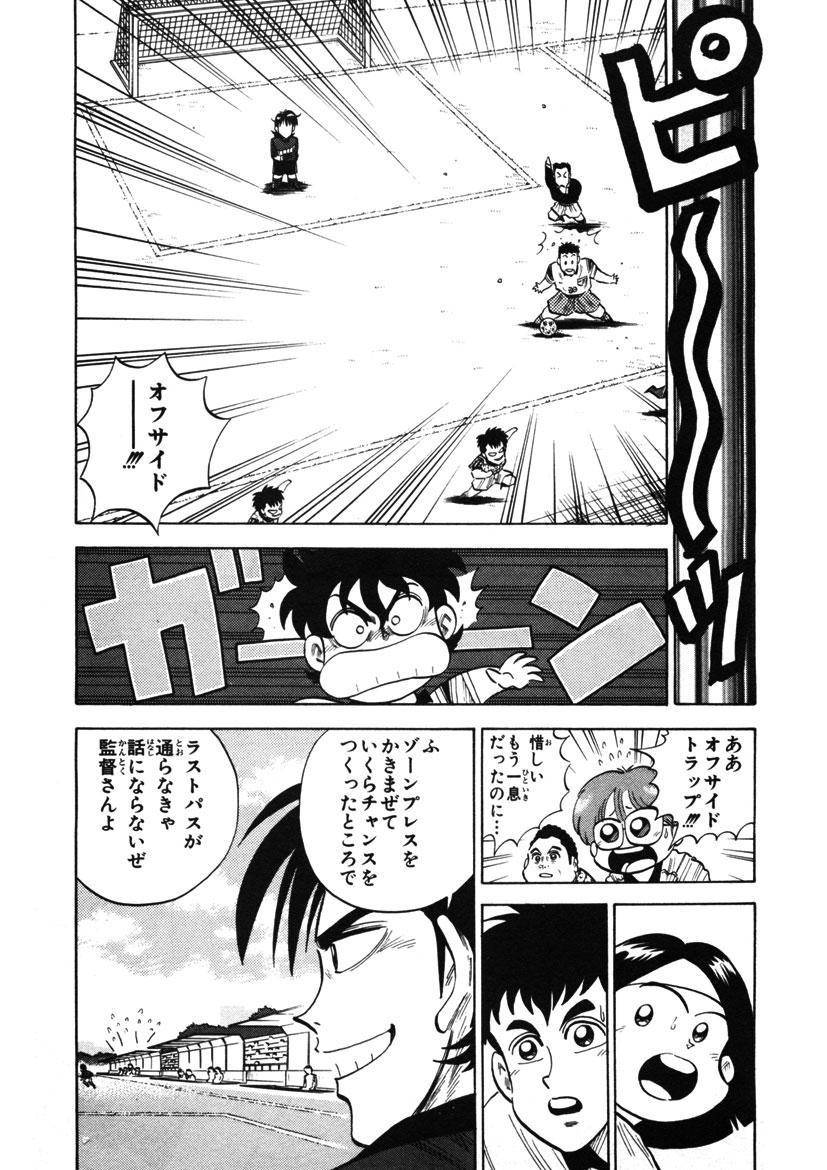 ピーーッ
オフサイド
ーー!!!
ガーーン
ああ
オフサイド
トラップ!!!
惜しい
もう一息
だったのに…
ふ
ゾーンプレスを
かきまぜて
いくらチャンスを
つくったところで
ラストパスが
通らなきゃ
話にならないぜ
監督さんよ